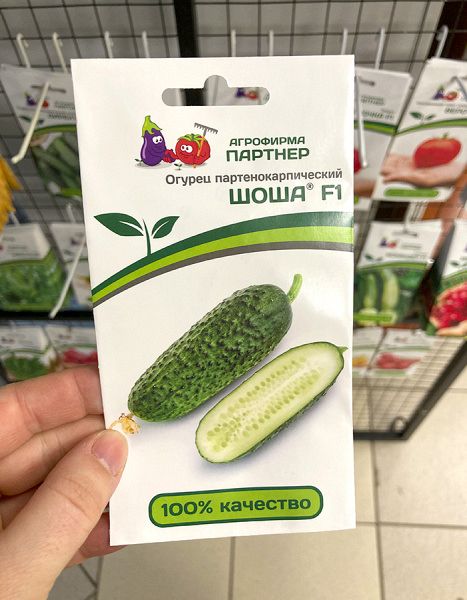 АГРОФИРМА
ПАРТНЕР
Огурец партенокарпический
ШОША® F1
100% качество